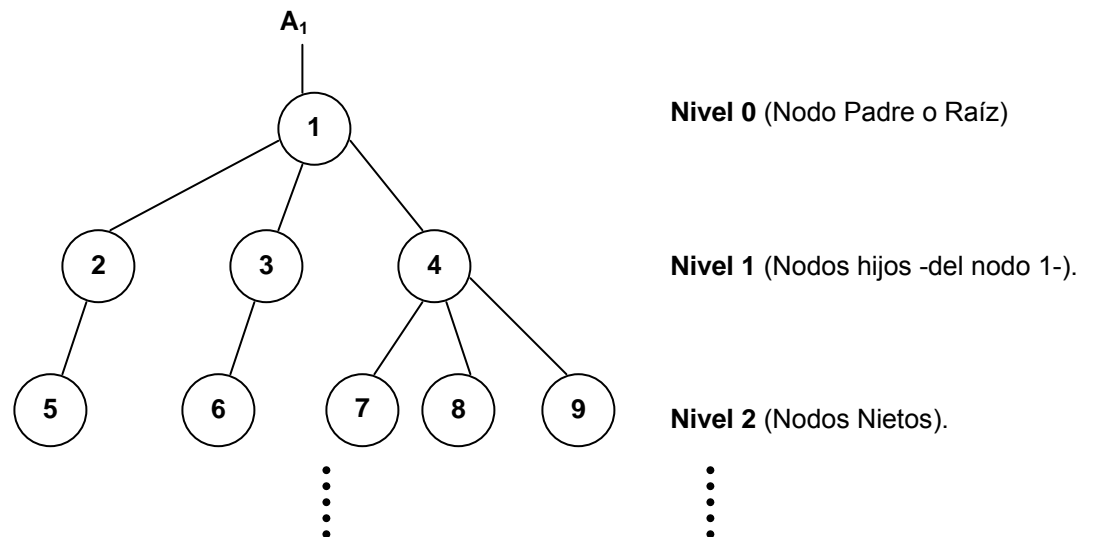 A₁
1
Nivel 0 (Nodo Padre o Raíz)
2 3 4
Nivel 1 (Nodos hijos -del nodo 1-).
5 6 7 8 9
Nivel 2 (Nodos Nietos).